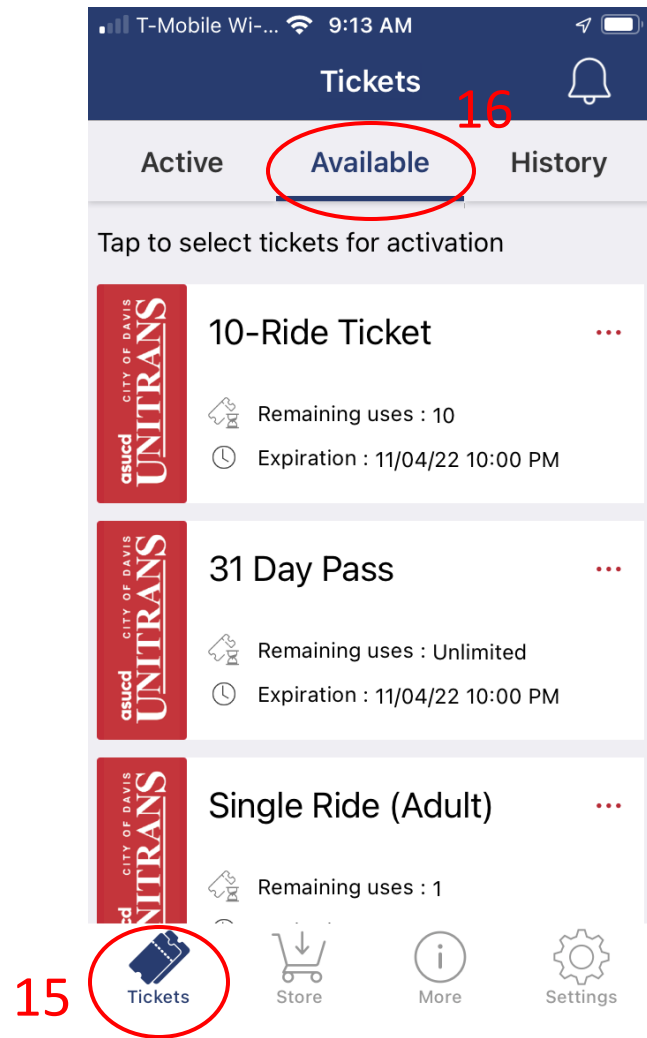 T-Mobile Wi-... 9:13 AM
Tickets
16
Active Available History
Tap to select tickets for activation
asucd CITY OF DAVIS
UNITRANS
10-Ride Ticket
Remaining uses : 10
Expiration : 11/04/22 10:00 PM
asucd CITY OF DAVIS
UNITRANS
31 Day Pass
Remaining uses : Unlimited
Expiration : 11/04/22 10:00 PM
CITY OF DAVIS
UNITRANS
Single Ride (Adult)
Remaining uses : 1
15
Tickets Store More Settings